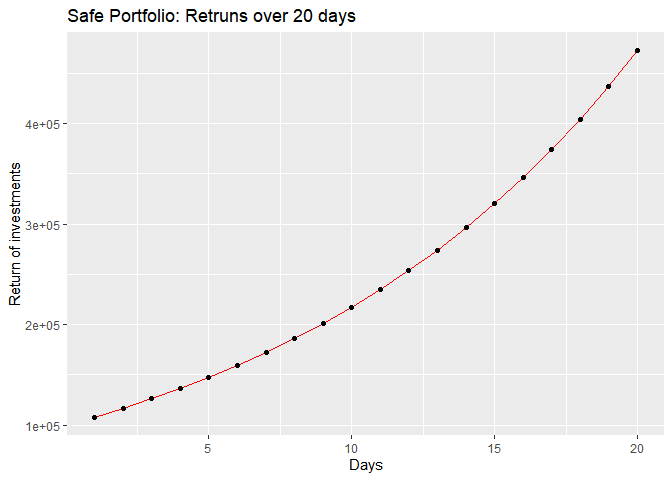 Safe Portfolio: Retruns over 20 days
Return of investments
4e+05
3e+05
2e+05
1e+05
5
10
15
20
Days